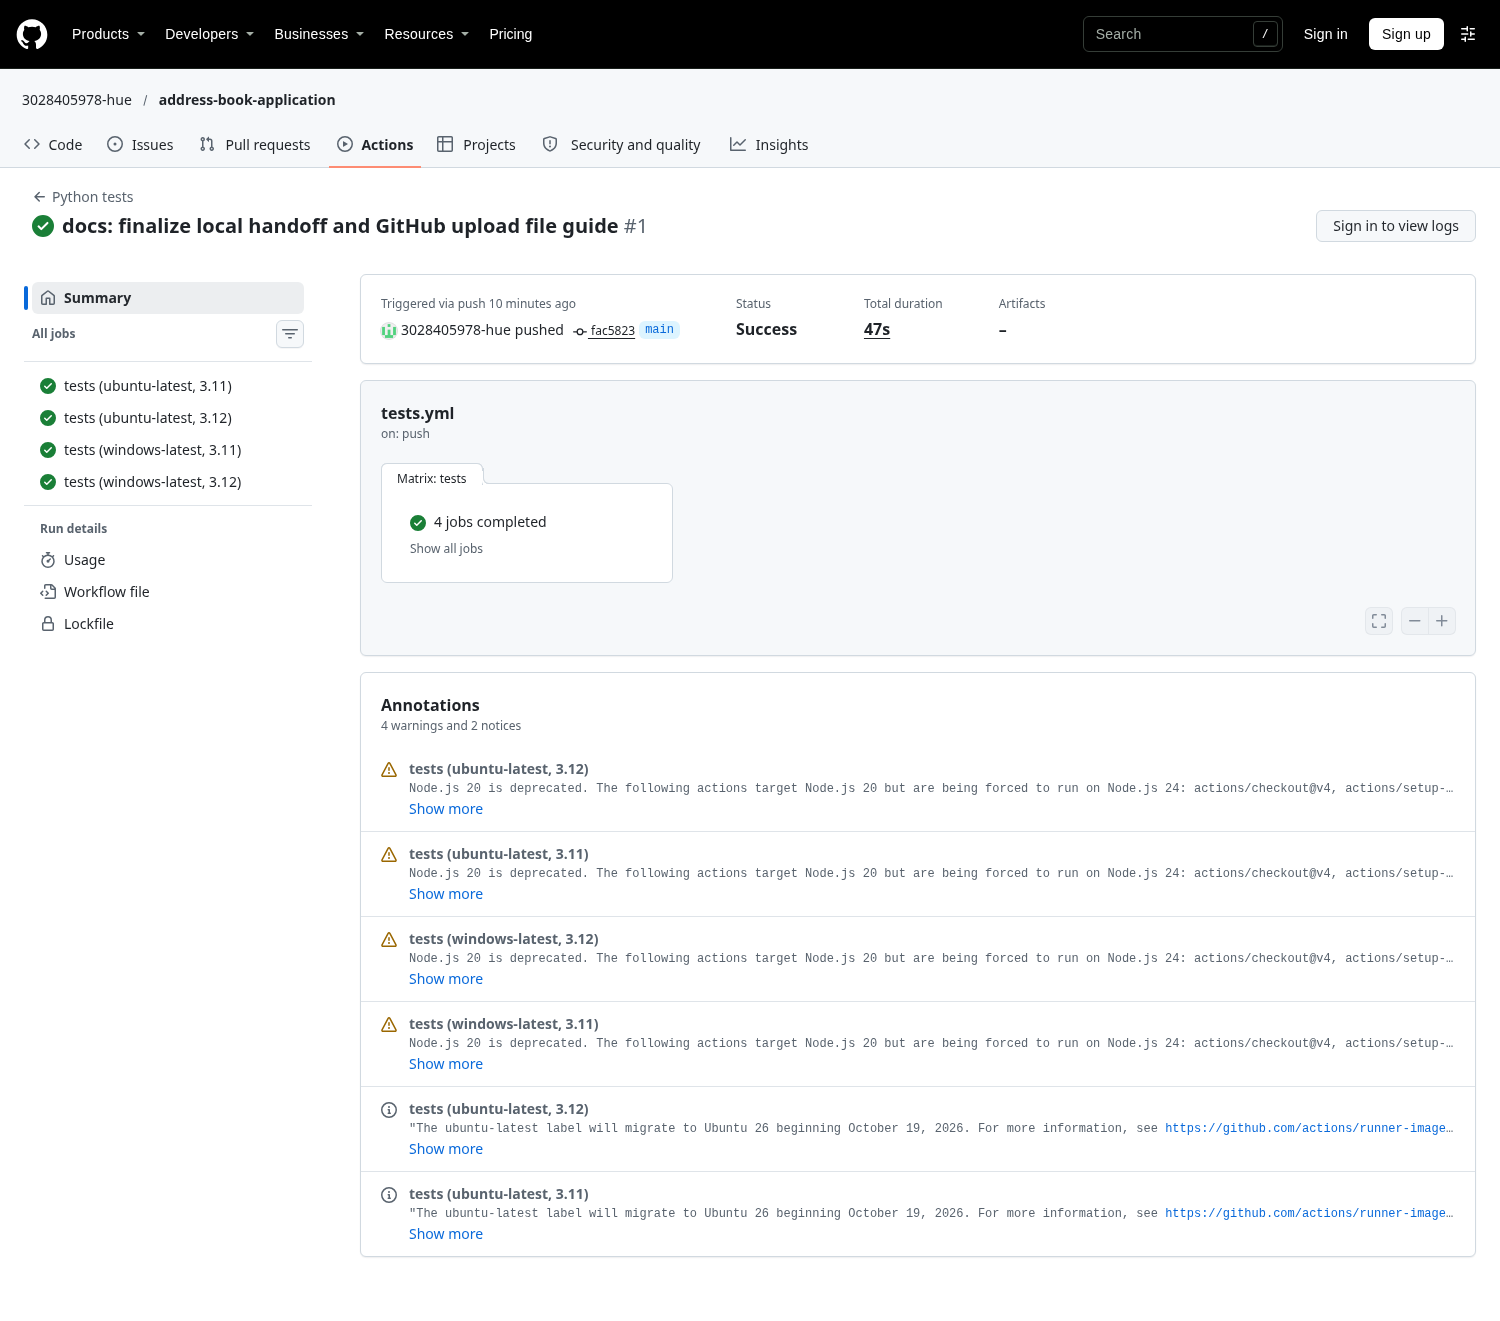 Products Developers Businesses Resources Pricing Search / Sign in Sign up
3028405978-hue / address-book-application
Code Issues Pull requests Actions Projects Security and quality Insights
Python tests
docs: finalize local handoff and GitHub upload file guide #1
Sign in to view logs
Summary
All jobs
tests (ubuntu-latest, 3.11)
tests (ubuntu-latest, 3.12)
tests (windows-latest, 3.11)
tests (windows-latest, 3.12)
Run details
Usage
Workflow file
Lockfile
Triggered via push 10 minutes ago
3028405978-hue pushed fac5823 main
Status
Success
Total duration
47s
Artifacts
–
tests.yml
on: push
Matrix: tests
4 jobs completed
Show all jobs
Annotations
4 warnings and 2 notices
tests (ubuntu-latest, 3.12)
Node.js 20 is deprecated. The following actions target Node.js 20 but are being forced to run on Node.js 24: actions/checkout@v4, actions/setup-…
Show more
tests (ubuntu-latest, 3.11)
Node.js 20 is deprecated. The following actions target Node.js 20 but are being forced to run on Node.js 24: actions/checkout@v4, actions/setup-…
Show more
tests (windows-latest, 3.12)
Node.js 20 is deprecated. The following actions target Node.js 20 but are being forced to run on Node.js 24: actions/checkout@v4, actions/setup-…
Show more
tests (windows-latest, 3.11)
Node.js 20 is deprecated. The following actions target Node.js 20 but are being forced to run on Node.js 24: actions/checkout@v4, actions/setup-…
Show more
tests (ubuntu-latest, 3.12)
"The ubuntu-latest label will migrate to Ubuntu 26 beginning October 19, 2026. For more information, see https://github.com/actions/runner-image…
Show more
tests (ubuntu-latest, 3.11)
"The ubuntu-latest label will migrate to Ubuntu 26 beginning October 19, 2026. For more information, see https://github.com/actions/runner-image…
Show more